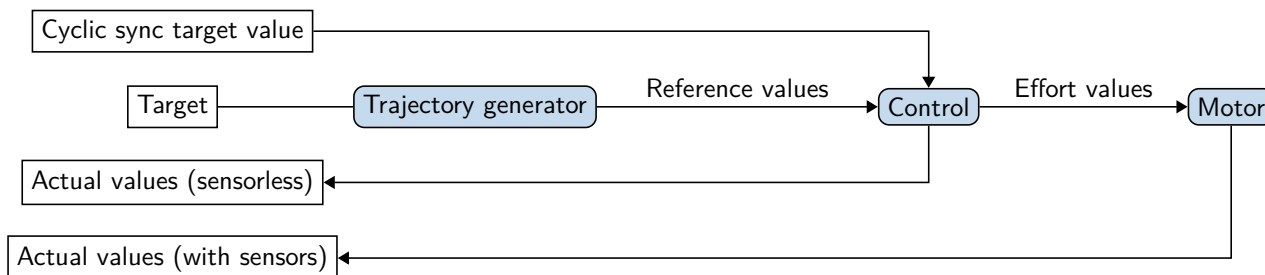 Cyclic sync target value
Target
Trajectory generator
Reference values
Control
Effort values
Motor
Actual values (sensorless)
Actual values (with sensors)